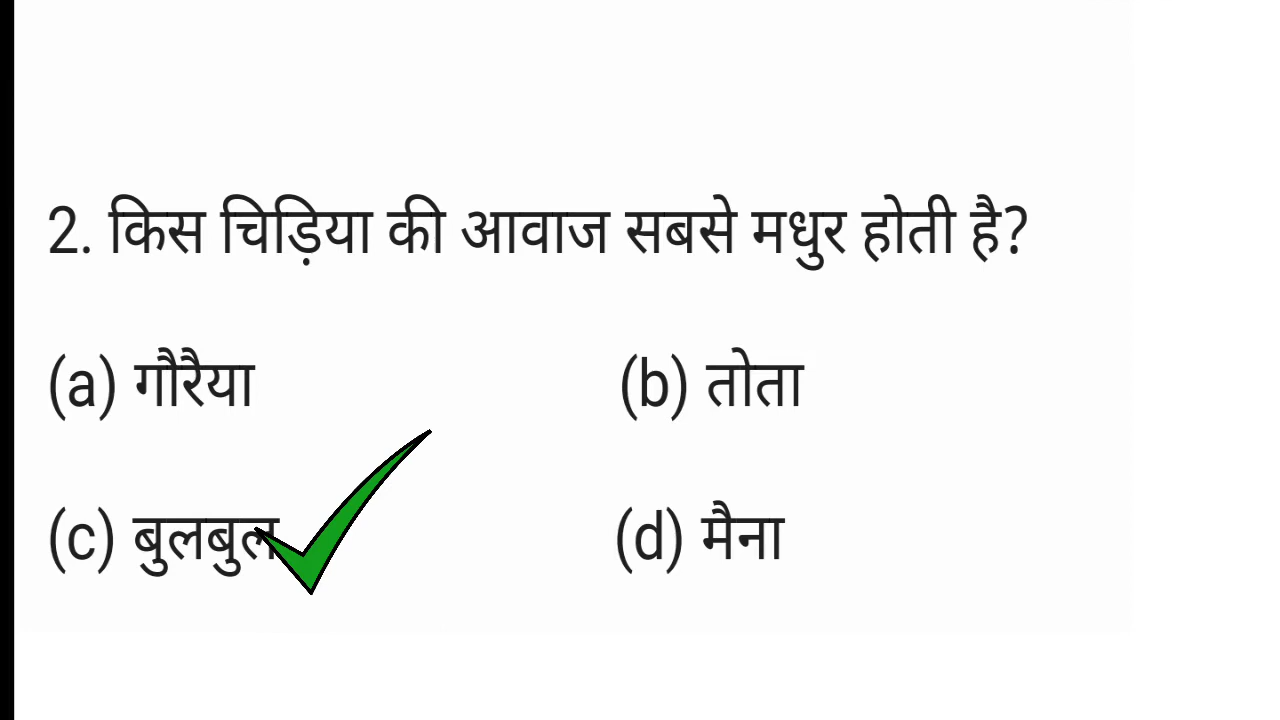 2. किस चिड़िया की आवाज सबसे मधुर होती है?
(a) गौरैया (b) तोता
(c) बुलबुल (d) मैना